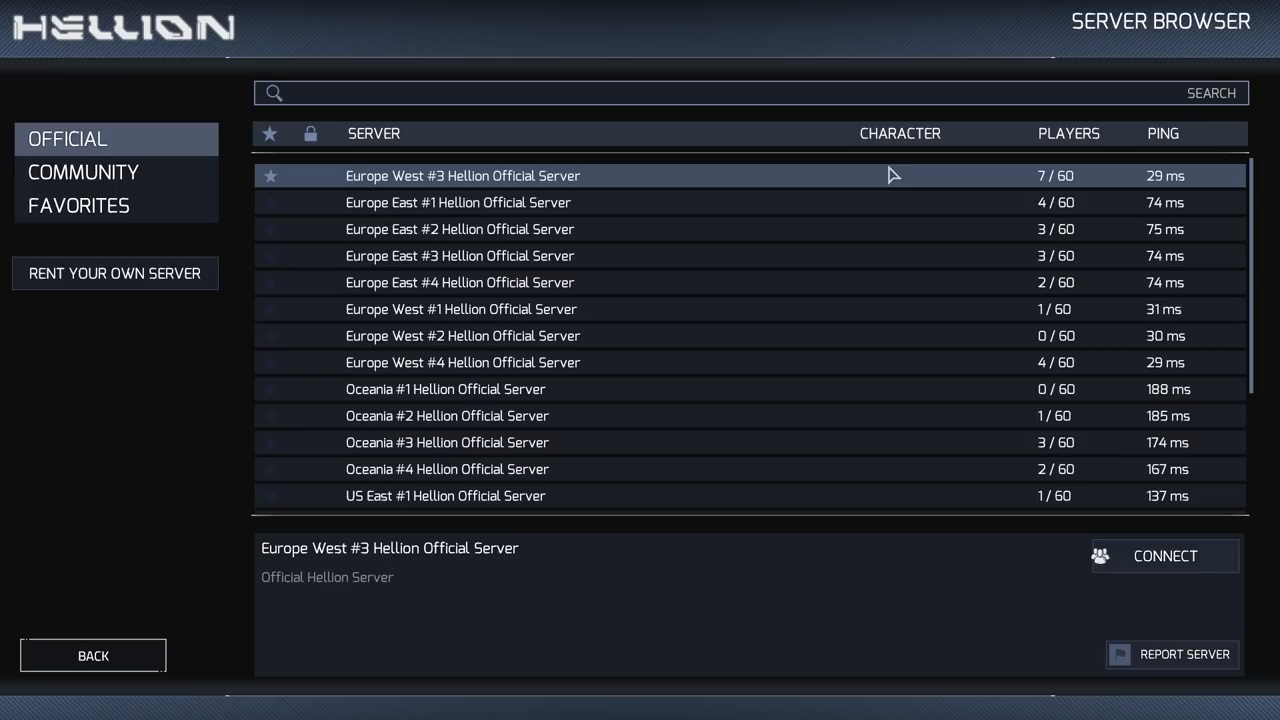 HELLION
SERVER BROWSER
SEARCH
OFFICIAL
COMMUNITY
FAVORITES
RENT YOUR OWN SERVER
SERVER CHARACTER PLAYERS PING
Europe West #3 Hellion Official Server 7 / 60 29 ms
Europe East #1 Hellion Official Server 4 / 60 74 ms
Europe East #2 Hellion Official Server 3 / 60 75 ms
Europe East #3 Hellion Official Server 3 / 60 74 ms
Europe East #4 Hellion Official Server 2 / 60 74 ms
Europe West #1 Hellion Official Server 1 / 60 31 ms
Europe West #2 Hellion Official Server 0 / 60 30 ms
Europe West #4 Hellion Official Server 4 / 60 29 ms
Oceania #1 Hellion Official Server 0 / 60 188 ms
Oceania #2 Hellion Official Server 1 / 60 185 ms
Oceania #3 Hellion Official Server 3 / 60 174 ms
Oceania #4 Hellion Official Server 2 / 60 167 ms
US East #1 Hellion Official Server 1 / 60 137 ms
Europe West #3 Hellion Official Server
Official Hellion Server
CONNECT
REPORT SERVER
BACK